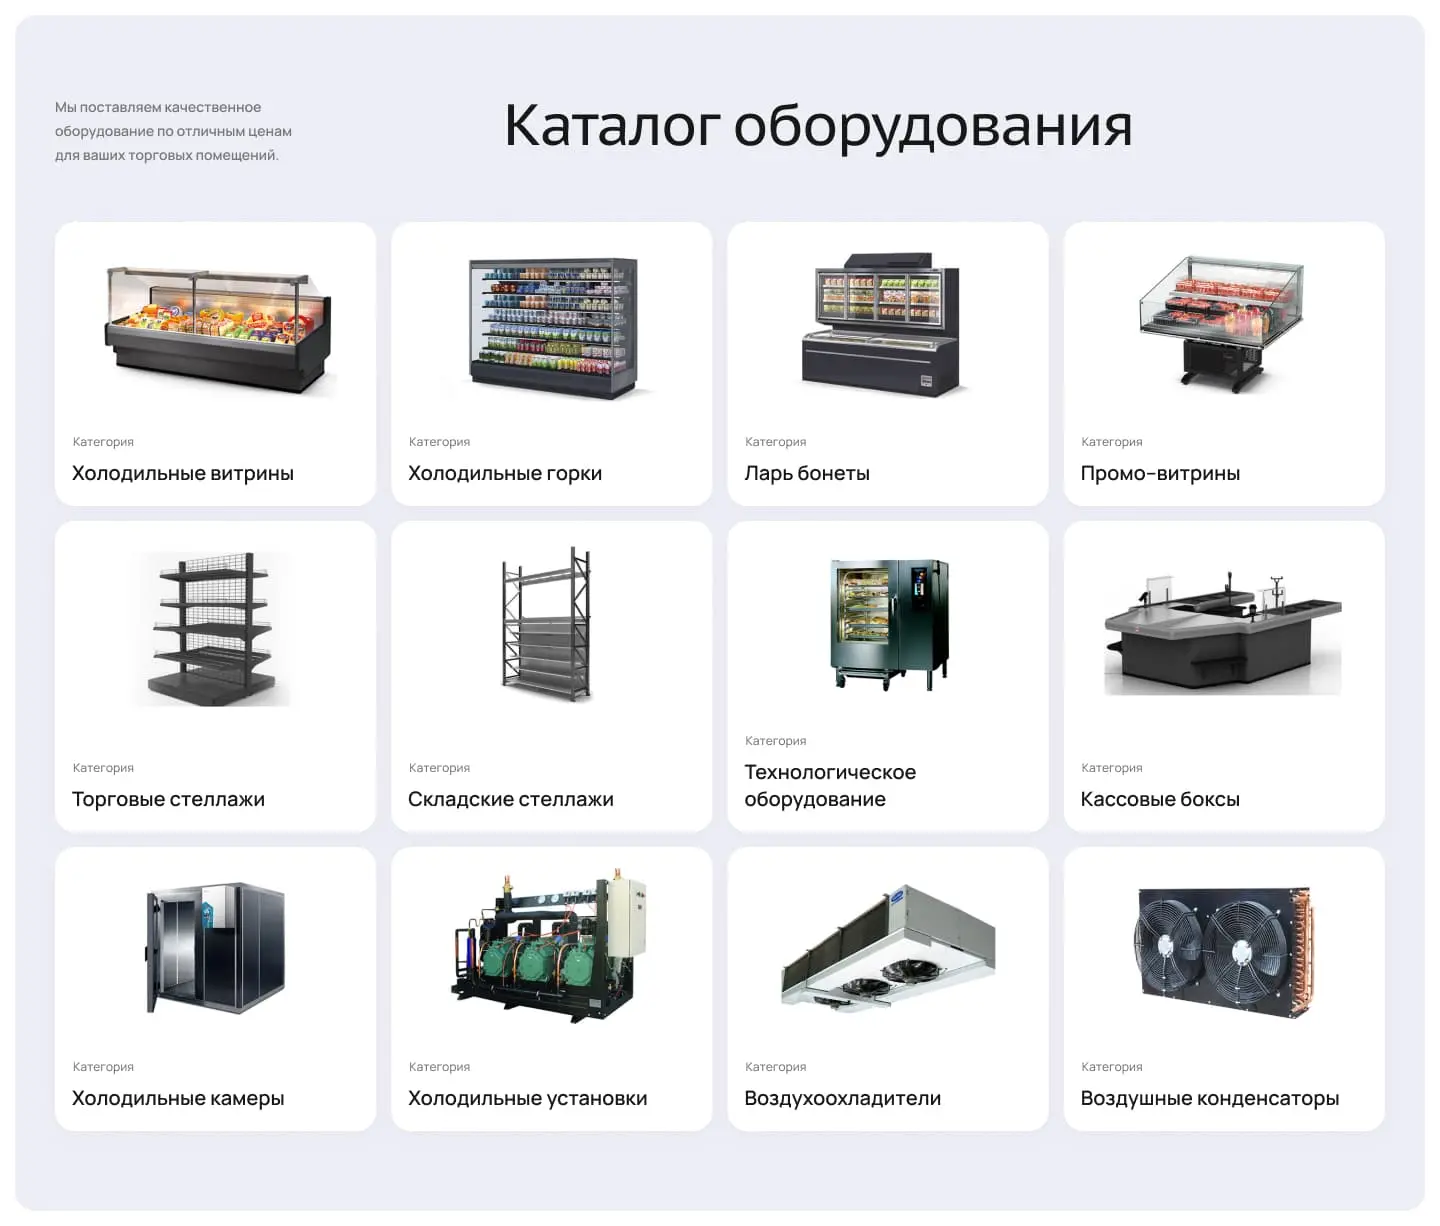 Мы поставляем качественное
оборудование по отличным ценам
для ваших торговых помещений.
Каталог оборудования
Категория
Холодильные витрины
Категория
Холодильные горки
Категория
Ларь бонеты
Категория
Промо-витрины
Категория
Торговые стеллажи
Категория
Складские стеллажи
Категория
Технологическое
оборудование
Категория
Кассовые боксы
Категория
Холодильные камеры
Категория
Холодильные установки
Категория
Воздухоохладители
Категория
Воздушные конденсаторы